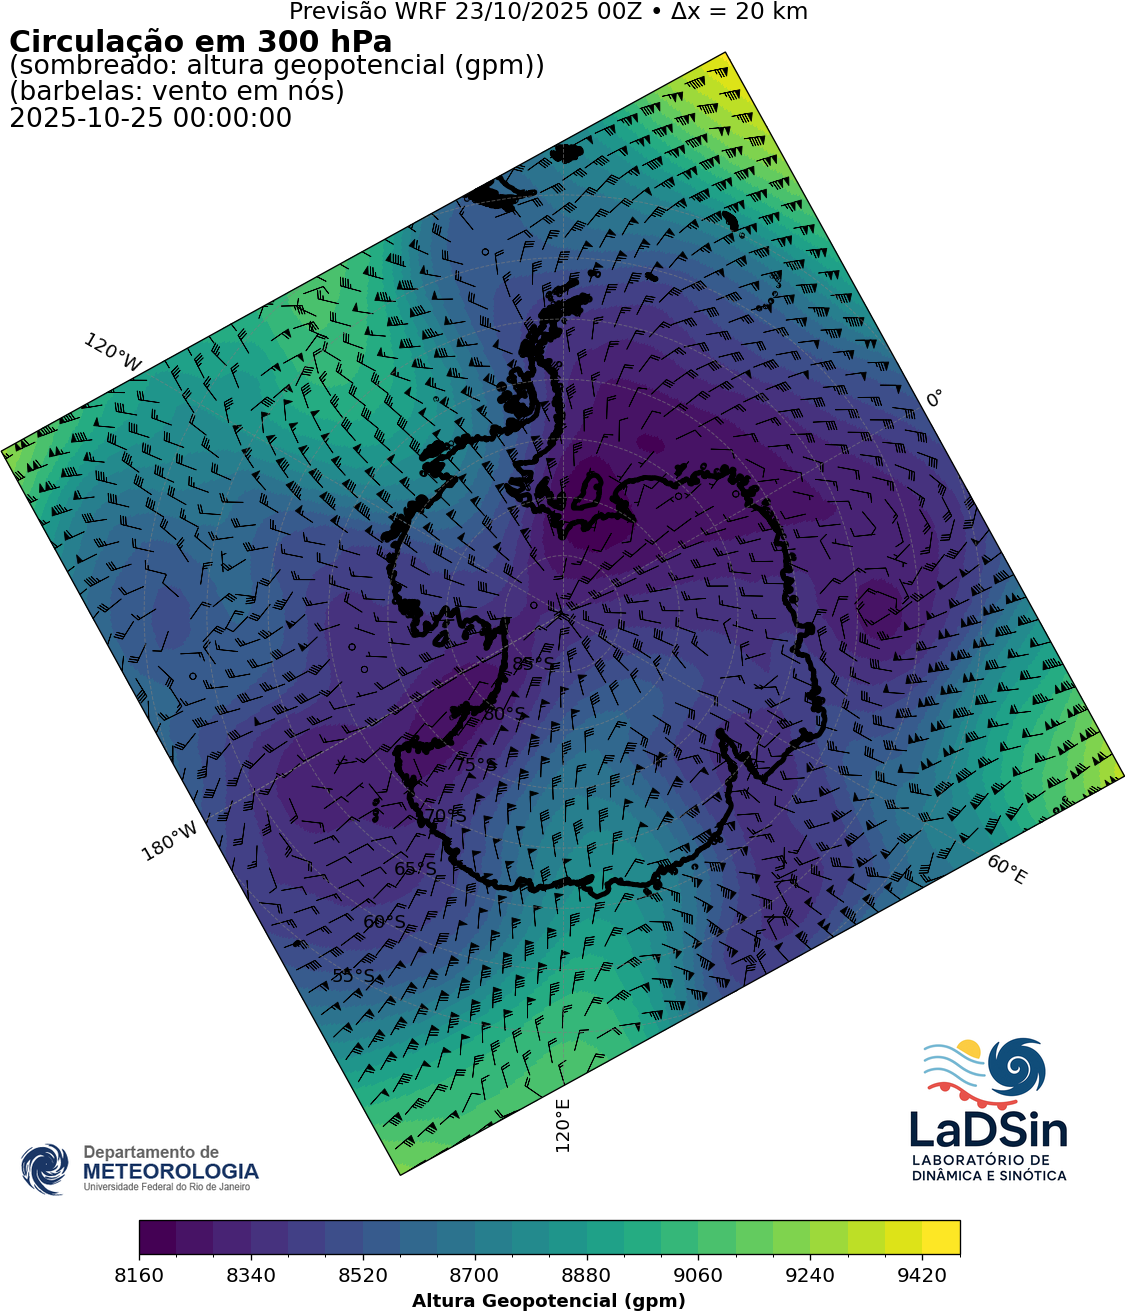 Previsão WRF 23/10/2025 00Z • Δx = 20 km
Circulação em 300 hPa
(sombreado: altura geopotencial (gpm))
(barbelas: vento em nós)
2025-10-25 00:00:00
120°W
0°
85°S
80°S
75°S
70°S
65°S
60°S
55°S
180°W
60°E
120°E
Departamento de
METEOROLOGIA
Universidade Federal do Rio de Janeiro
LaDSin
LABORATÓRIO DE
DINÂMICA E SINÓTICA
8160 8340 8520 8700 8880 9060 9240 9420
Altura Geopotencial (gpm)